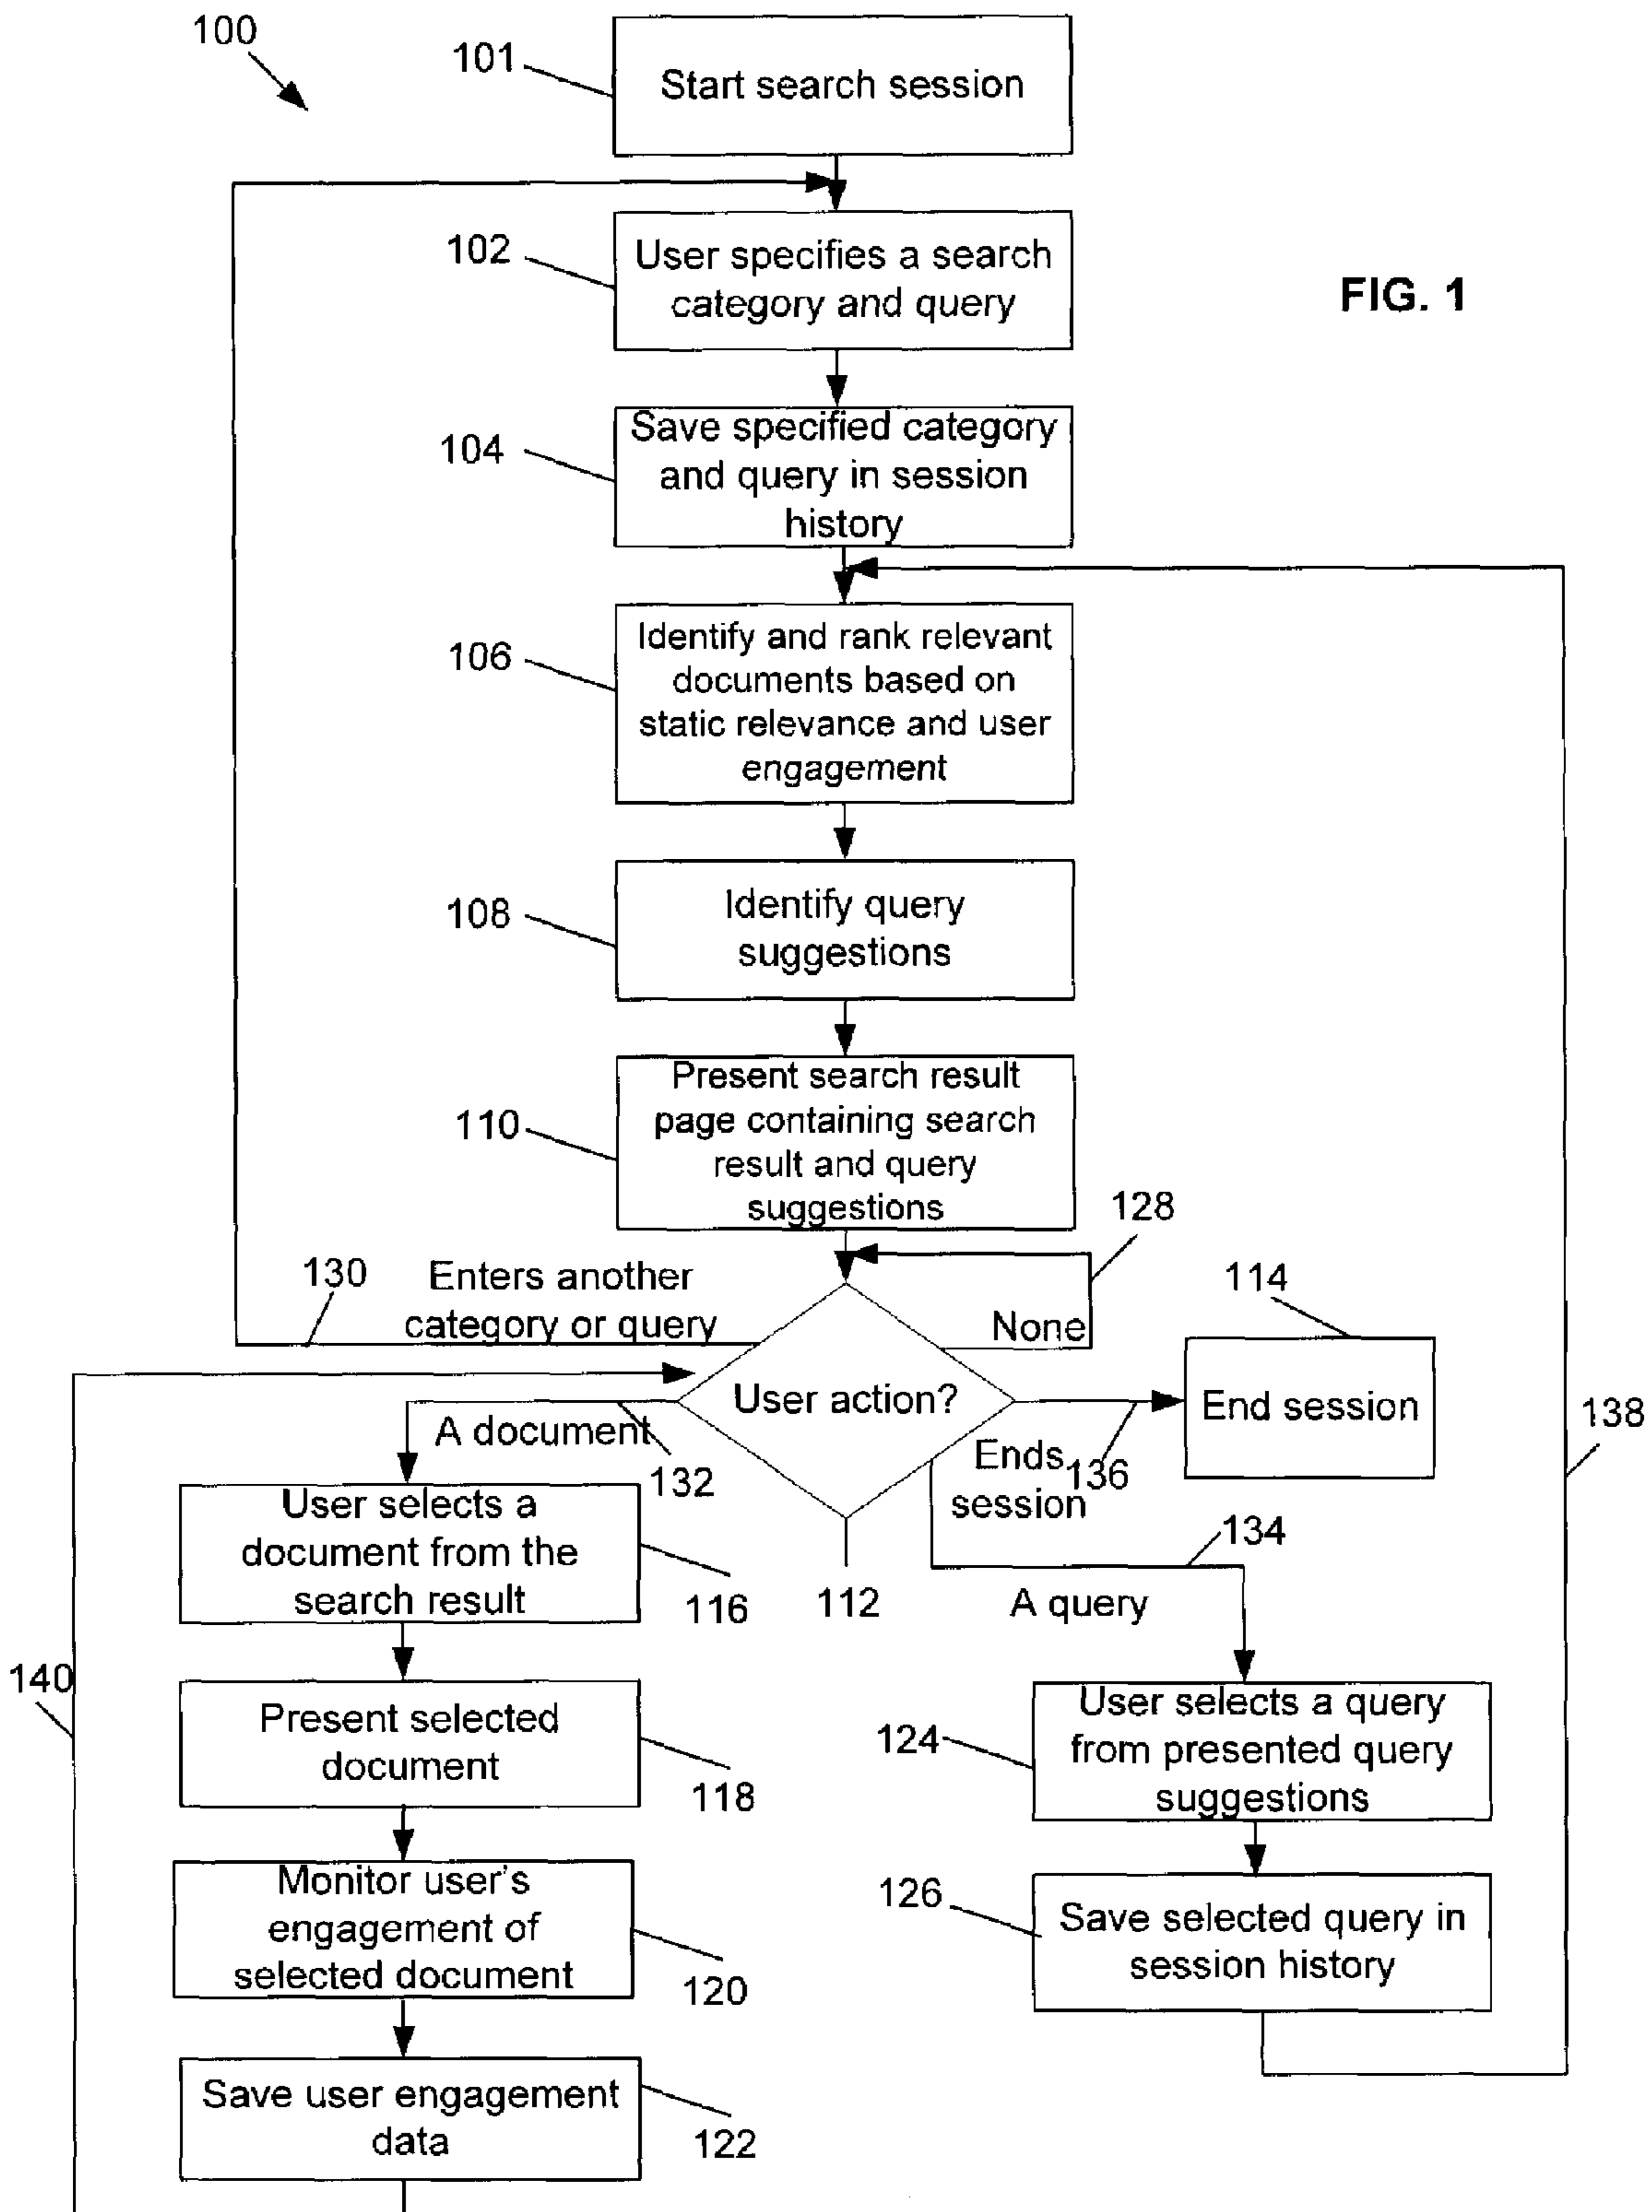 100
101
Start search session
102
User specifies a search
category and query
FIG. 1
104
Save specified category
and query in session
history
106
Identify and rank relevant
documents based on
static relevance and user
engagement
108
Identify query
suggestions
110
Present search result
page containing search
result and query
suggestions
128
130
Enters another
category or query
None
114
User action?
End session
138
A document
132
Ends
session
136
134
User selects a
document from the
search result
116
112
A query
140
Present selected
document
118
124
User selects a query
from presented query
suggestions
Monitor user's
engagement of
selected document
120
126
Save selected query in
session history
Save user engagement
data
122